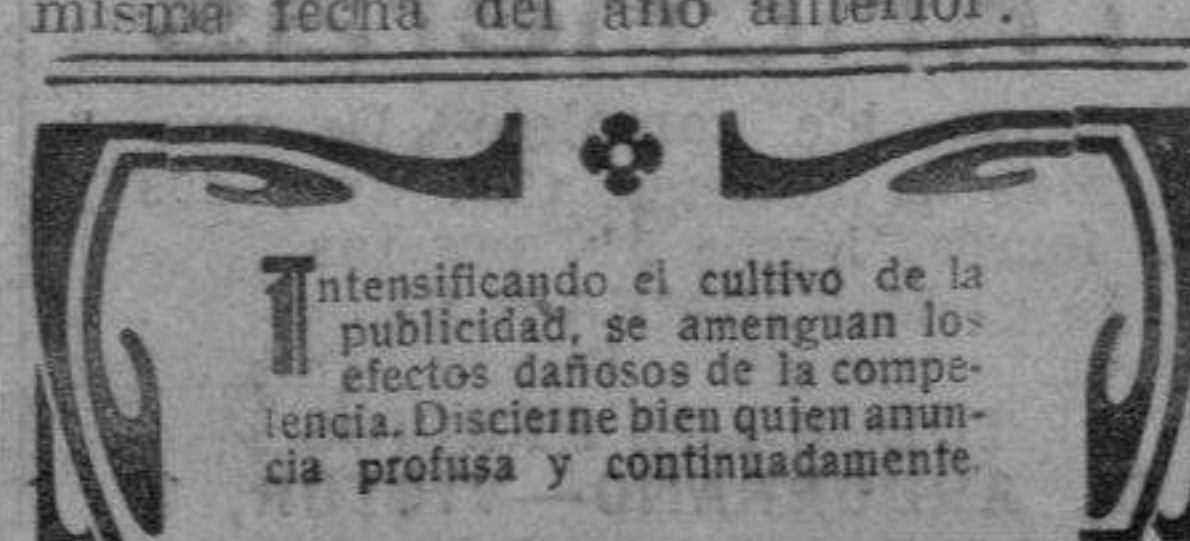 misma fecha del año anterior.
Intensificando el cultivo de la
publicidad, se amenguan los
efectos dañosos de la compe-
tencia. Discierne bien quien anun-
cia profusa y continuadamente.